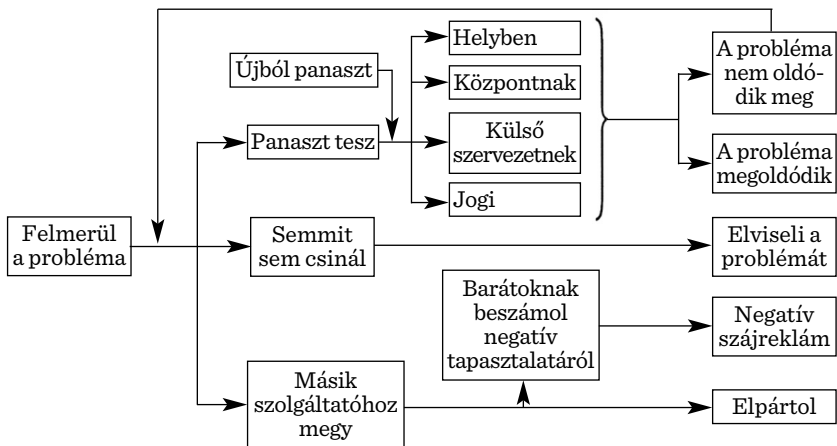 Helyben
Újból panaszt
Központnak
A probléma
nem oldó-
dik meg
Panaszt tesz
Külső
szervezetnek
A probléma
megoldódik
Jogi
Felmerül
a probléma
Semmit
sem csinál
Elviseli a
problémát
Barátoknak
beszámol
negatív
tapasztalatáról
Negatív
szájreklám
Másik
szolgáltatóhoz
megy
Elpártol